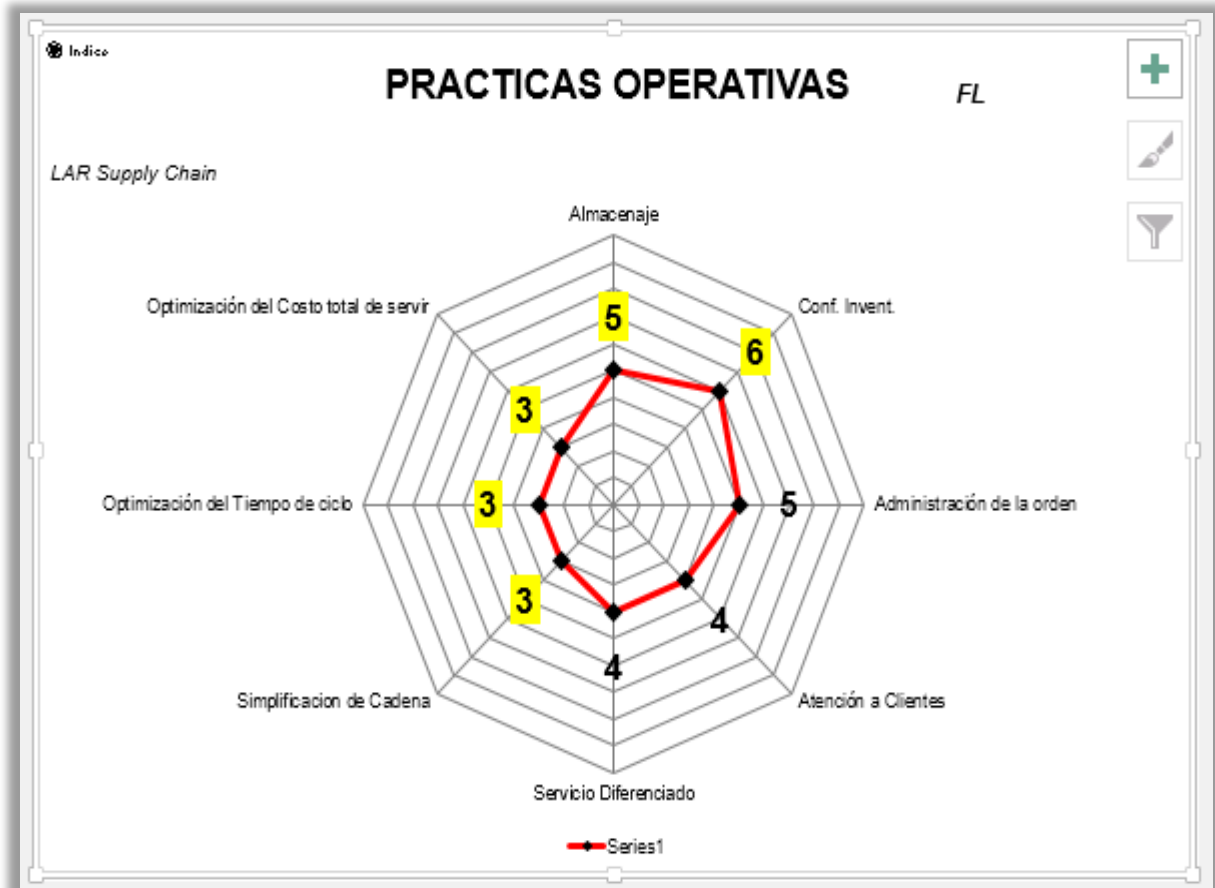 Indice
PRACTICAS OPERATIVAS
FL
LAR Supply Chain
Almacenaje
Optimización del Costo total de servir
Conf. Invent.
5
6
3
Optimización del Tiempo de ciclo
3
5
Administración de la orden
3
4
4
Simplificacion de Cadena
Atención a Clientes
Servicio Diferenciado
Series1